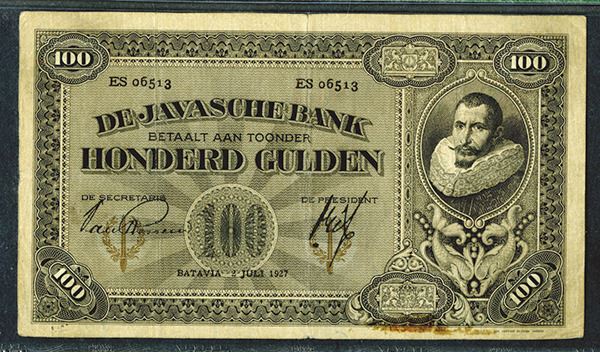 100
100
ES 06513
ES 06513
DE JAVASCHE BANK
BETAALT AAN TOONDER
HONDERD GULDEN
DE SECRETARIS
DE PRESIDENT
100
BATAVIA 2 JULI 1927
100
100